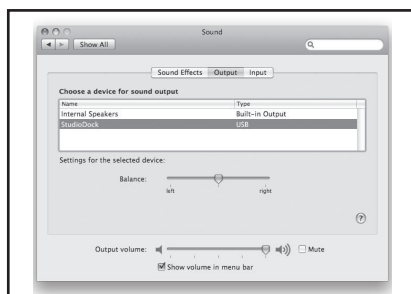 Sound
Show All
Sound Effects Output Input
Choose a device for sound output
Name Type
Internal Speakers Built-in Output
StudioDock USB
Settings for the selected device:
Balance:
left right
?
Output volume: Mute
Show volume in menu bar